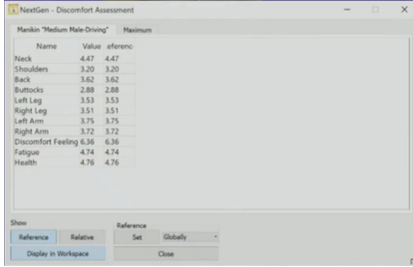 NextGen - Discomfort Assessment
Manikin "Medium Male-Driving" Maximum
Name Value eferenc
Neck 4.47 4.47
Shoulders 3.20 3.20
Back 3.62 3.62
Buttocks 2.88 2.88
Left Leg 3.53 3.53
Right Leg 3.51 3.51
Left Arm 3.75 3.75
Right Arm 3.72 3.72
Discomfort Feeling 6.36 6.36
Fatigue 4.74 4.74
Health 4.76 4.76
Show Reference
Reference Relative Set Globally
Display in Workspace Close